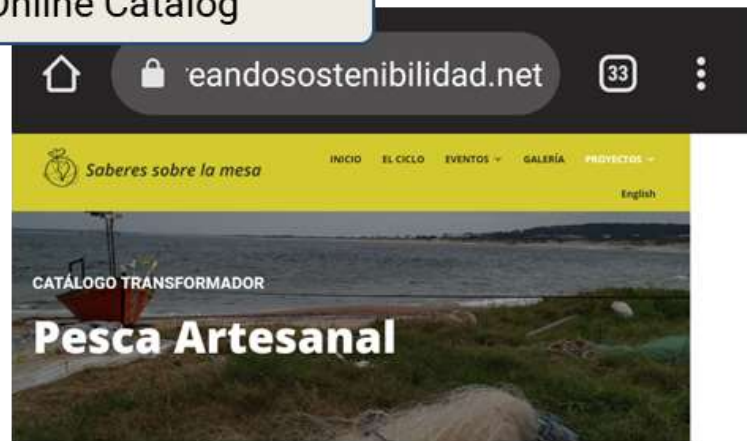 Online Catalog
reandosostenibilidad.net
33
Saberes sobre la mesa
INICIO EL CICLO EVENTOS GALERÍA PROYECTOS
English
CATÁLOGO TRANSFORMADOR
Pesca Artesanal